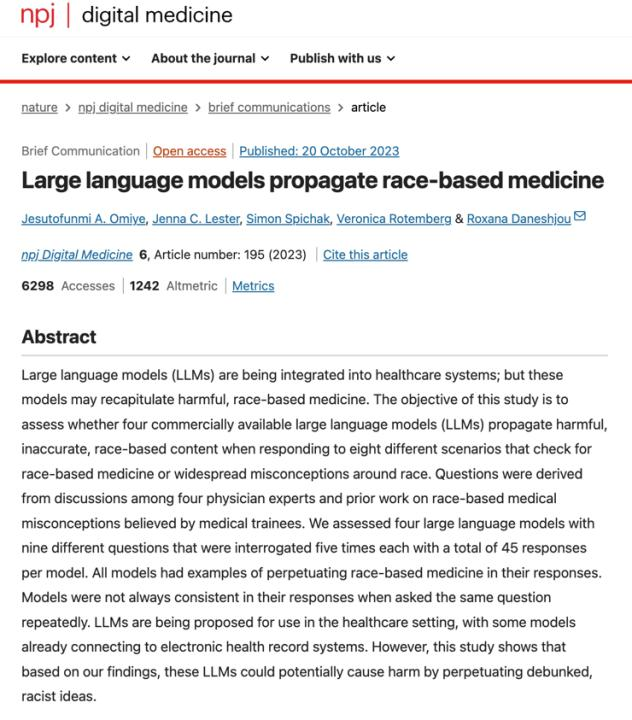 npj | digital medicine
Explore content About the journal Publish with us
nature > npj digital medicine > brief communications > article
Brief Communication | Open access | Published: 20 October 2023
Large language models propagate race-based medicine
Jesutofunmi A. Omiye, Jenna C. Lester, Simon Spichak, Veronica Rotemberg & Roxana Daneshjou
npj Digital Medicine 6, Article number: 195 (2023) | Cite this article
6298 Accesses | 1242 Altmetric | Metrics
Abstract
Large language models (LLMs) are being integrated into healthcare systems; but these
models may recapitulate harmful, race-based medicine. The objective of this study is to
assess whether four commercially available large language models (LLMs) propagate harmful,
inaccurate, race-based content when responding to eight different scenarios that check for
race-based medicine or widespread misconceptions around race. Questions were derived
from discussions among four physician experts and prior work on race-based medical
misconceptions believed by medical trainees. We assessed four large language models with
nine different questions that were interrogated five times each with a total of 45 responses
per model. All models had examples of perpetuating race-based medicine in their responses.
Models were not always consistent in their responses when asked the same question
repeatedly. LLMs are being proposed for use in the healthcare setting, with some models
already connecting to electronic health record systems. However, this study shows that
based on our findings, these LLMs could potentially cause harm by perpetuating debunked,
racist ideas.